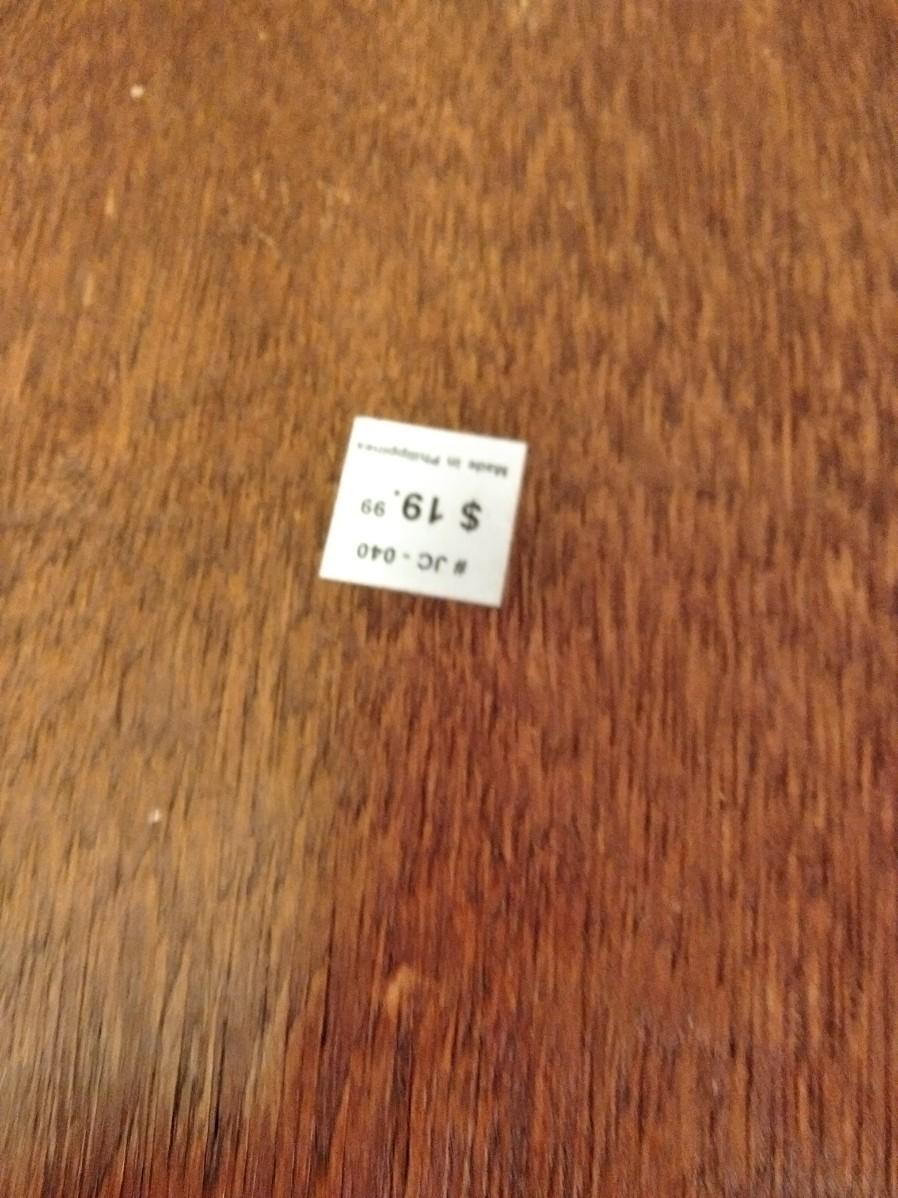 # JC - 040
$ 19.99
Made in Philippines